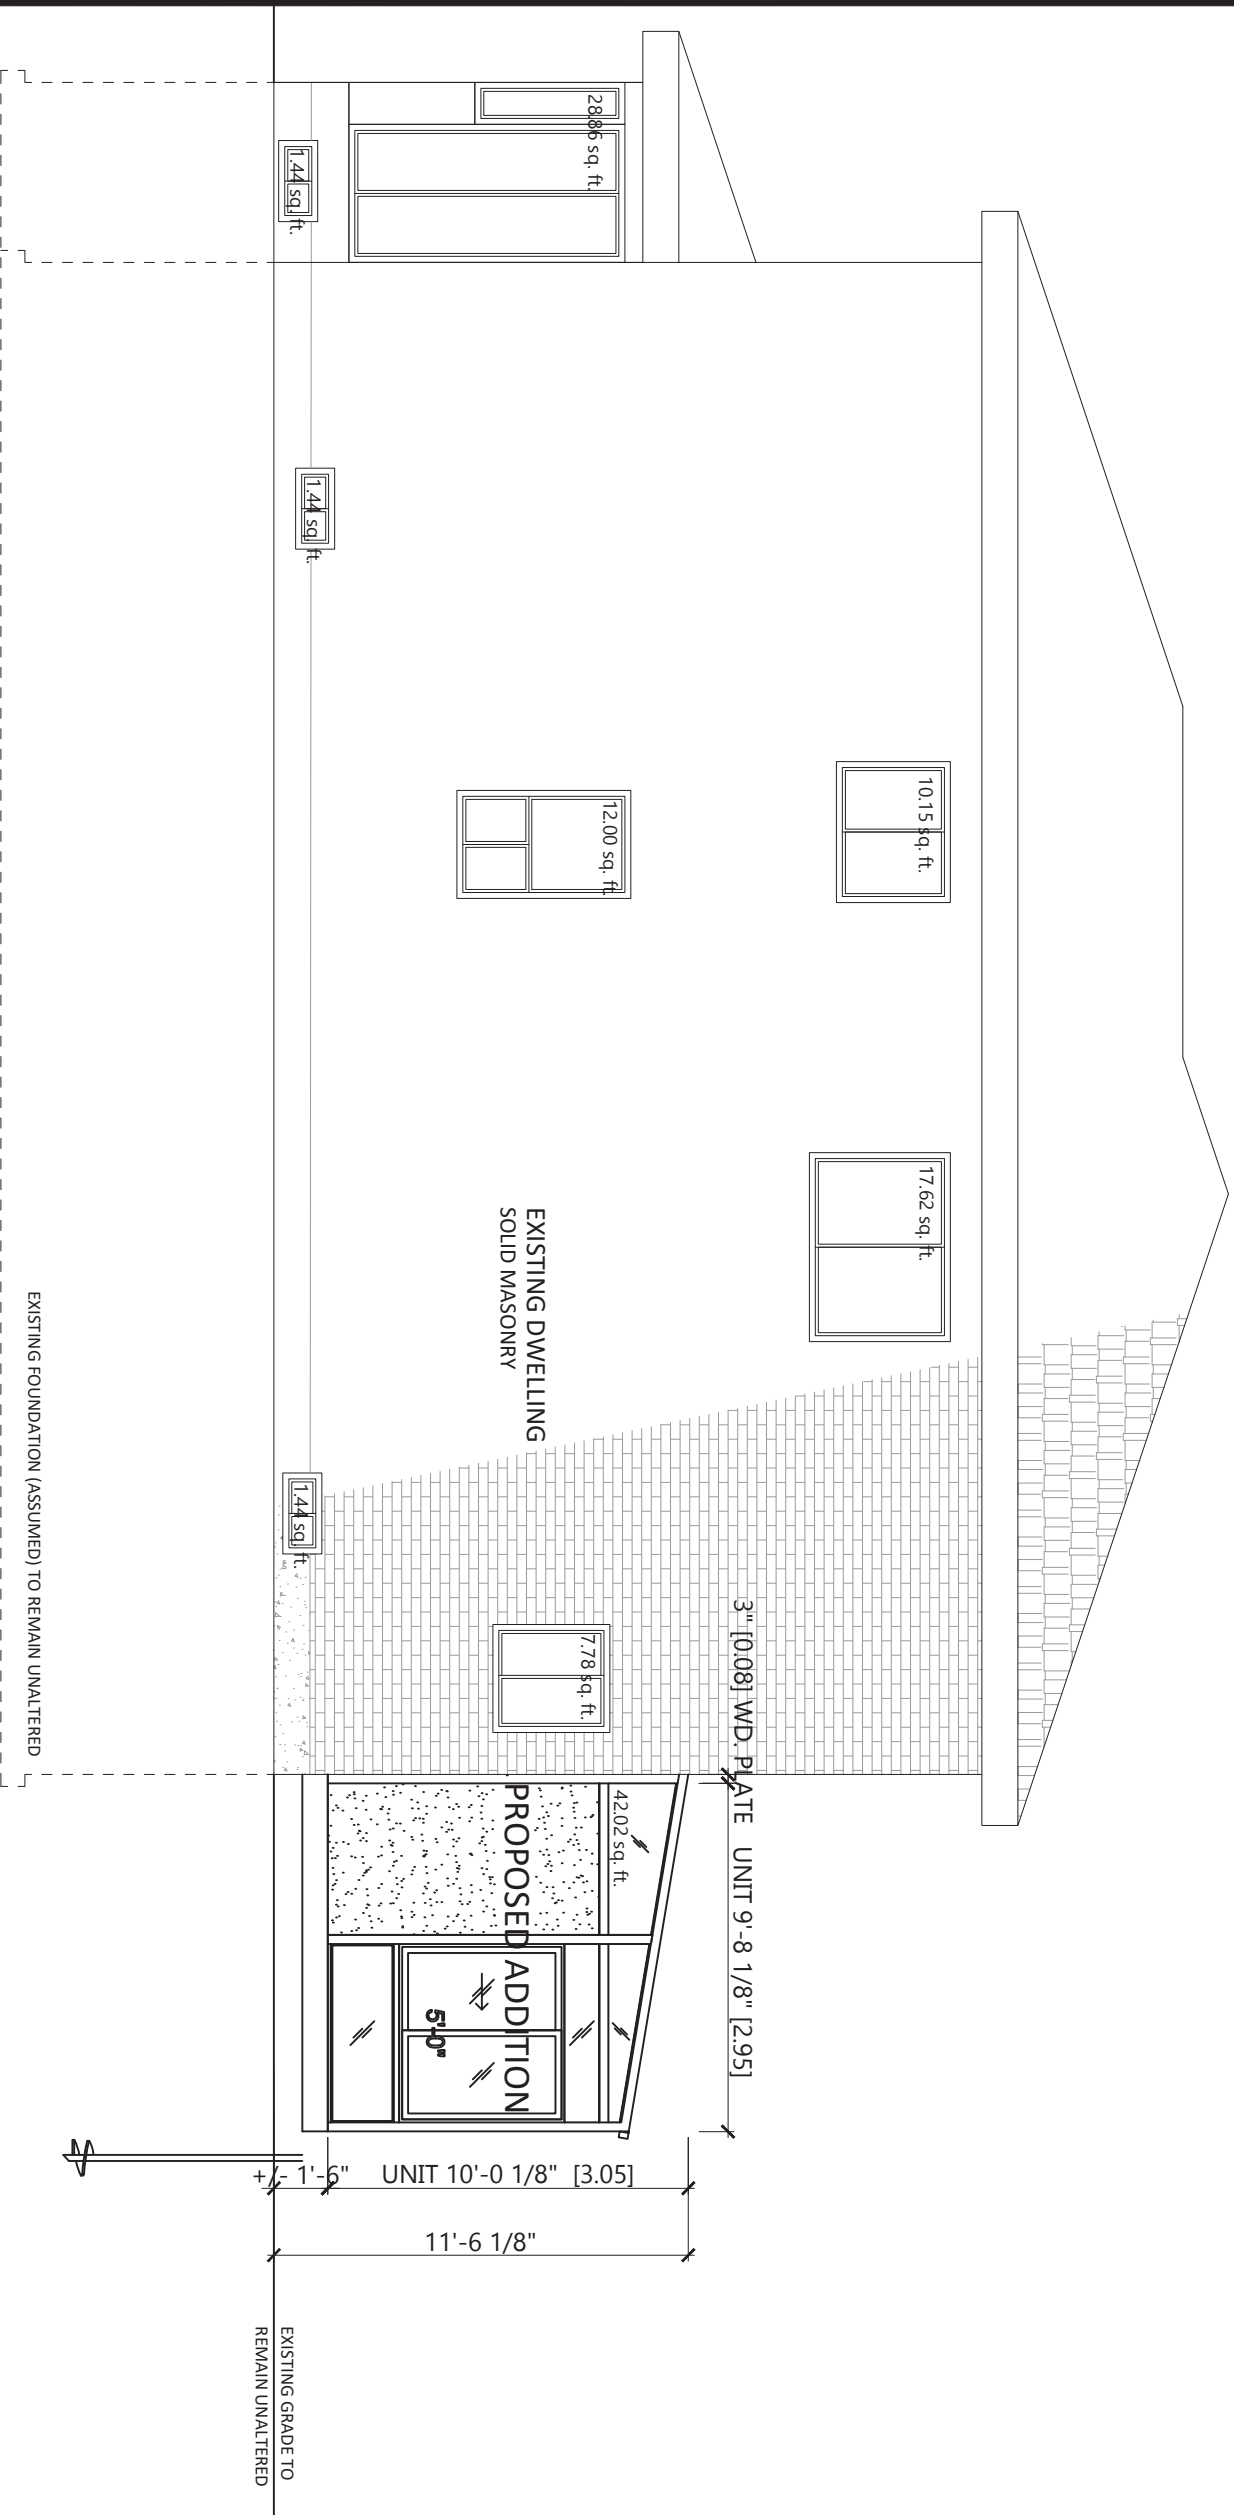 28.86 sq. ft.
1.44 sq. ft.
1.44 sq. ft.
10.15 sq. ft.
12.00 sq. ft.
17.62 sq. ft.
EXISTING DWELLING
SOLID MASONRY
1.44 sq. ft.
7.78 sq. ft.
3" [0.08] WD. PLATE
UNIT 9'-8 1/8" [2.95]
42.02 sq. ft.
PROPOSED ADDITION
5'-0"
+/- 1'-6"
UNIT 10'-0 1/8" [3.05]
11'-6 1/8"
EXISTING GRADE TO
REMAIN UNALTERED
EXISTING FOUNDATION (ASSUMED) TO REMAIN UNALTERED